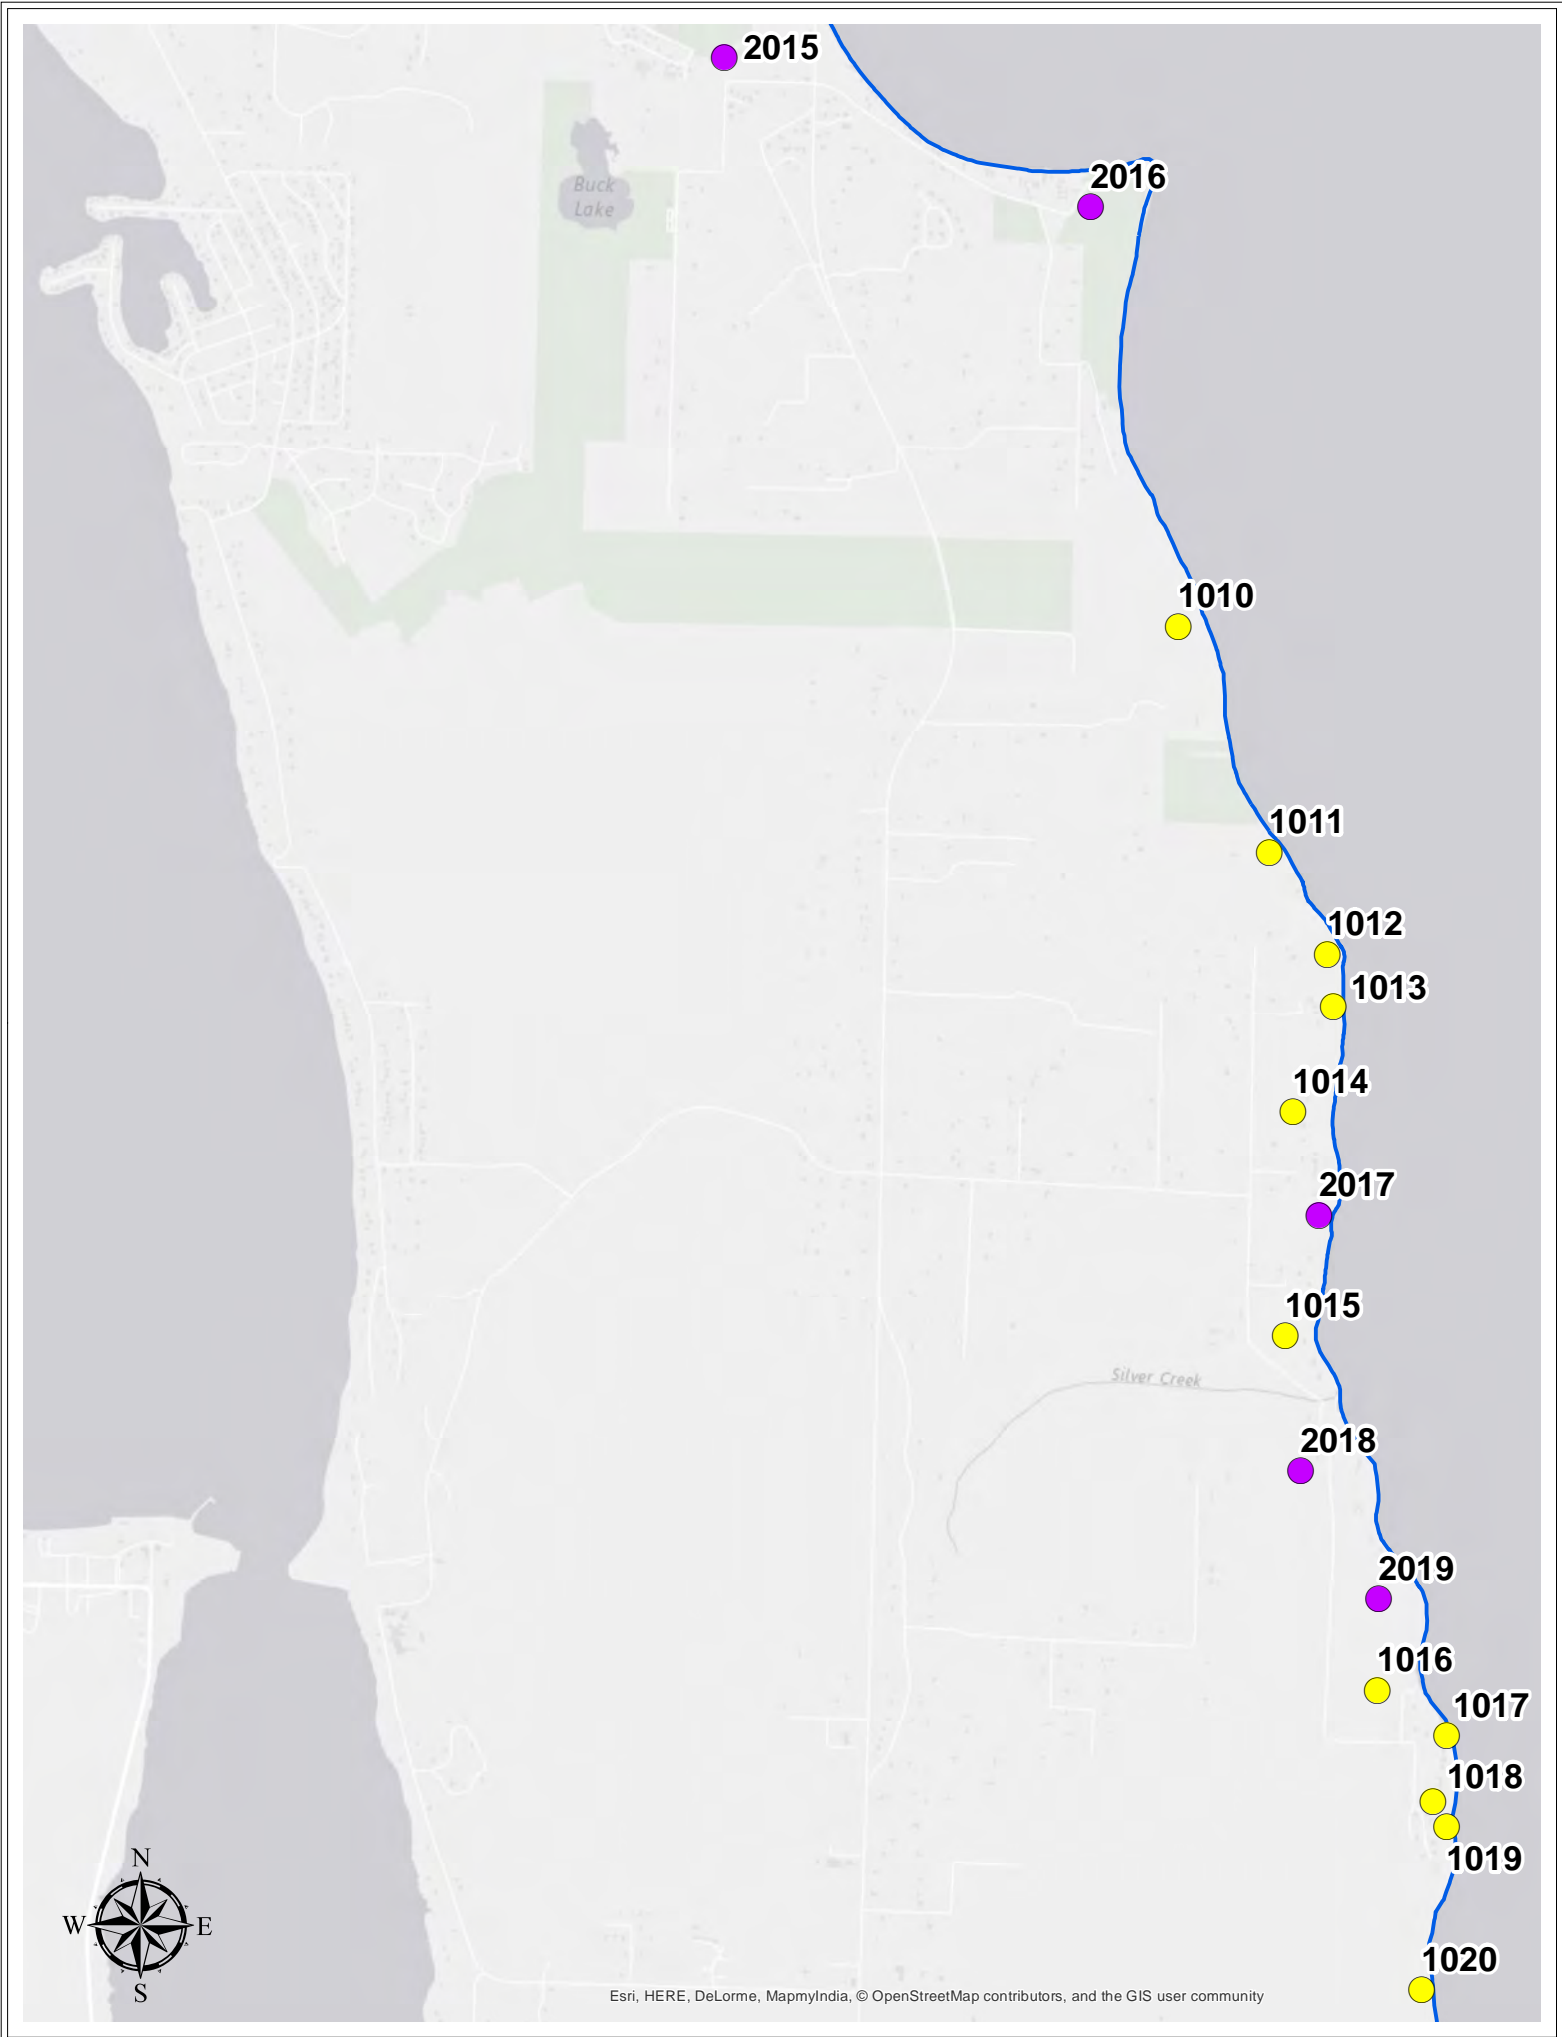 2015
2016
Buck
Lake
1010
1011
1012
1013
1014
2017
1015
Silver Creek
2018
2019
1016
1017
1018
1019
N
W
E
S
1020
Esri, HERE, DeLorme, MapmyIndia, © OpenStreetMap contributors, and the GIS user community